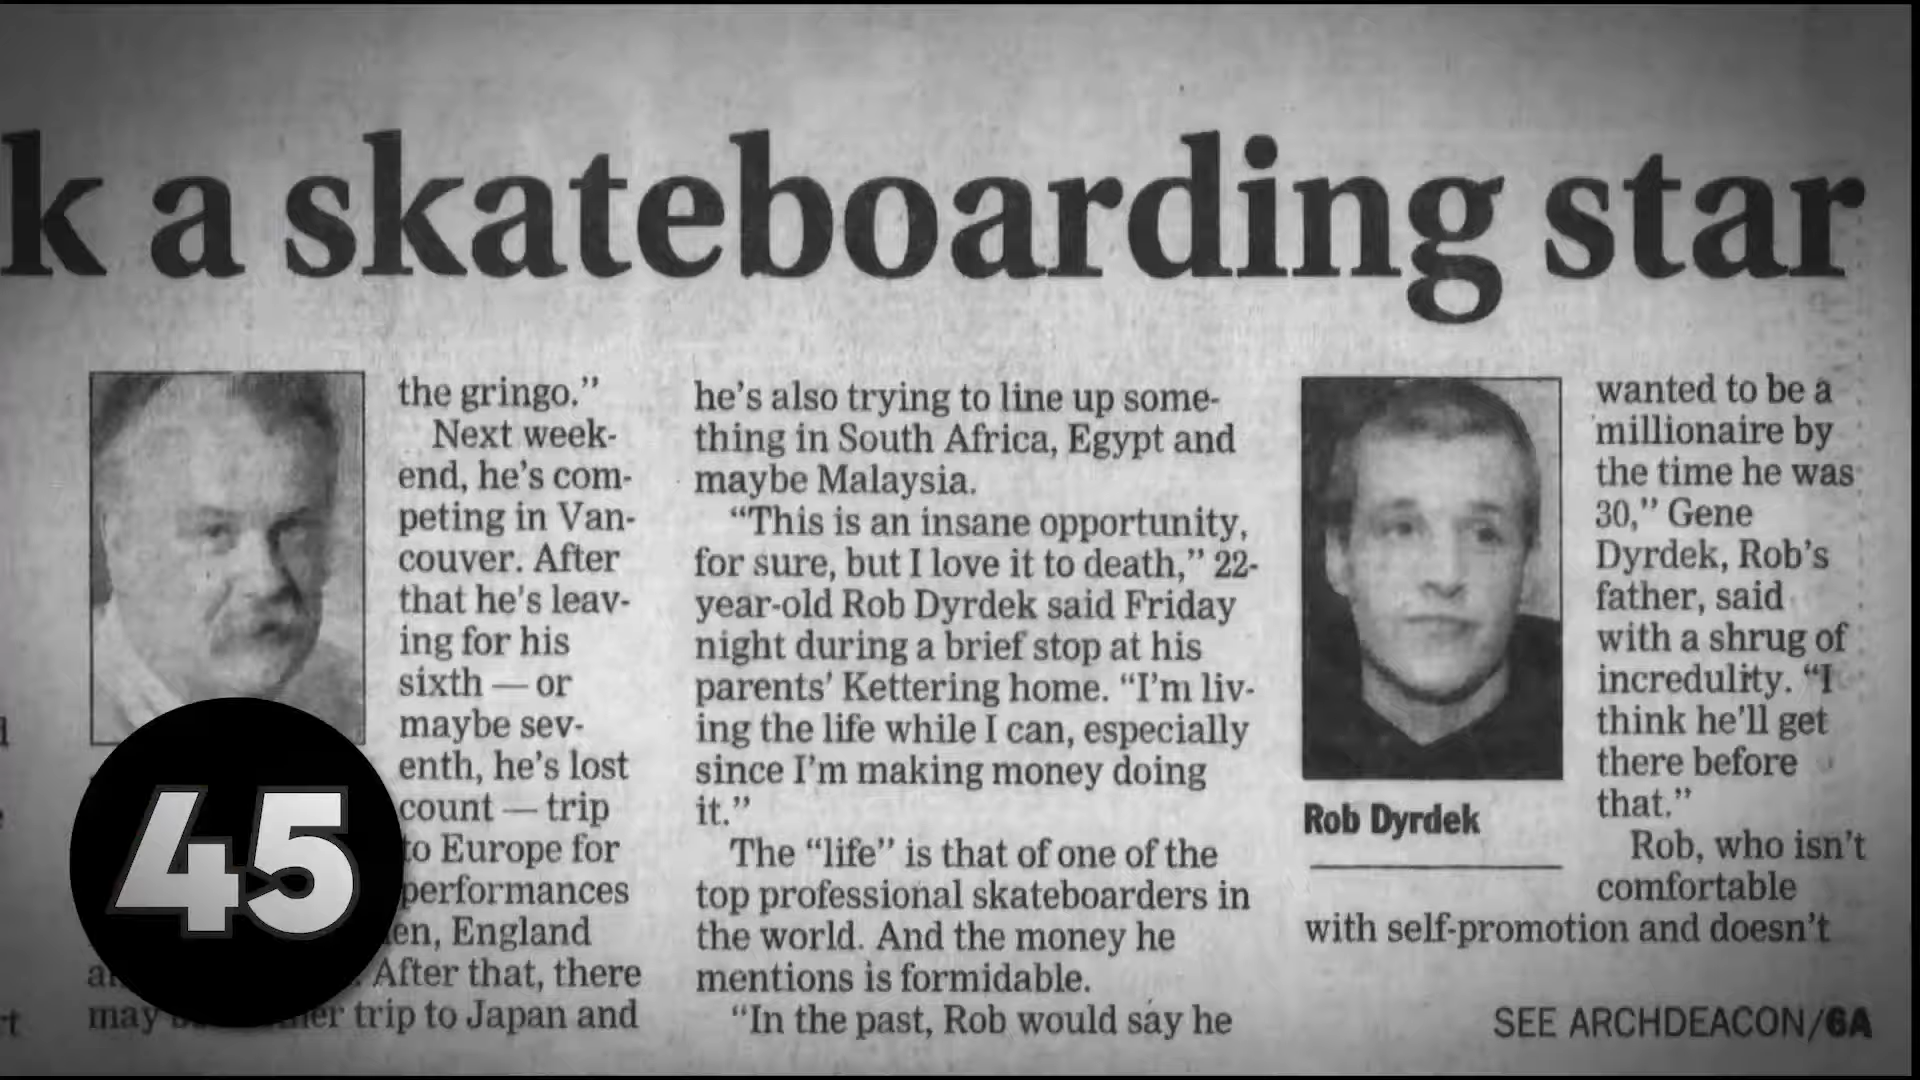 k a skateboarding star
the gringo."
Next week-
end, he's com-
peting in Van-
couver. After
that he's leav-
ing for his
sixth — or
maybe sev-
enth, he's lost
count — trip
to Europe for
performances
en, England
After that, there
may trip to Japan and
45
he's also trying to line up some-
thing in South Africa, Egypt and
maybe Malaysia.
"This is an insane opportunity,
for sure, but I love it to death," 22-
year-old Rob Dyrdek said Friday
night during a brief stop at his
parents' Kettering home. "I'm liv-
ing the life while I can, especially
since I'm making money doing
it."
The "life" is that of one of the
top professional skateboarders in
the world. And the money he
mentions is formidable.
"In the past, Rob would say he
Rob Dyrdek
wanted to be a
millionaire by
the time he was
30," Gene
Dyrdek, Rob's
father, said
with a shrug of
incredulity. "I
think he'll get
there before
that."
Rob, who isn't
comfortable
with self-promotion and doesn't
SEE ARCHDEACON/6A